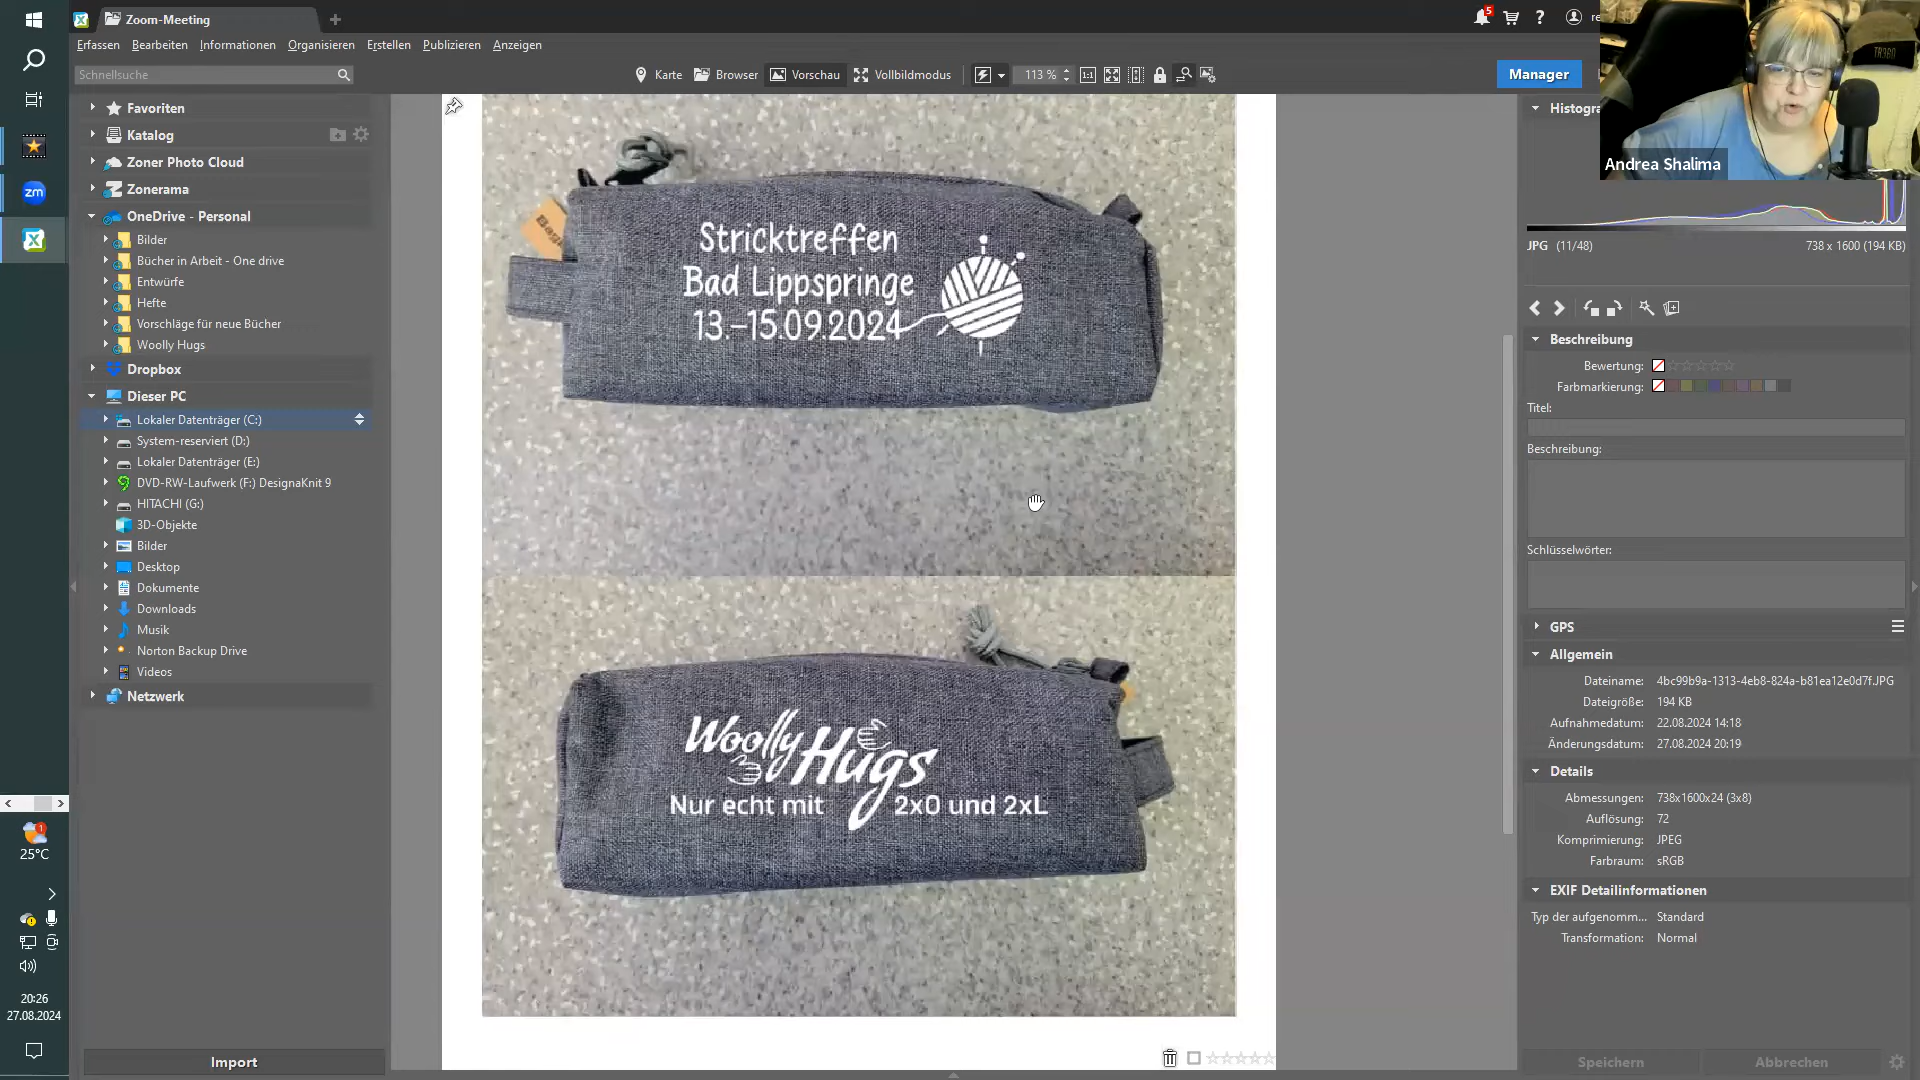 Zoom-Meeting
5
re
Erfassen Bearbeiten Informationen Organisieren Erstellen Publizieren Anzeigen
Schnellsuche
Karte Browser Vorschau Vollbildmodus 113 % 1:1
Manager
Favoriten
Katalog
Zoner Photo Cloud
Zonerama
OneDrive - Personal
Bilder
Bücher in Arbeit - One drive
Entwürfe
Hefte
Vorschläge für neue Bücher
Woolly Hugs
Dropbox
Dieser PC
Lokaler Datenträger (C:)
System-reserviert (D:)
Lokaler Datenträger (E:)
DVD-RW-Laufwerk (F:) DesignaKnit 9
HITACHI (G:)
3D-Objekte
Bilder
Desktop
Dokumente
Downloads
Musik
Norton Backup Drive
Videos
Netzwerk
Import
zm
1
25°C
20:26
27.08.2024
Stricktreffen
Bad Lippspringe
13.–15.09.2024
Woolly Hugs
Nur echt mit 2x0 und 2xL
Andrea Shalima
Histogra
JPG (11/48) 738 x 1600 (194 KB)
Beschreibung
Bewertung:
Farbmarkierung:
Titel:
Beschreibung:
Schlüsselwörter:
GPS
Allgemein
Dateiname: 4bc99b9a-1313-4eb8-824a-b81ea12e0d7f.JPG
Dateigröße: 194 KB
Aufnahmedatum: 22.08.2024 14:18
Änderungsdatum: 27.08.2024 20:19
Details
Abmessungen: 738x1600x24 (3x8)
Auflösung: 72
Komprimierung: JPEG
Farbraum: sRGB
EXIF Detailinformationen
Typ der aufgenomm... Standard
Transformation: Normal
Speichern Abbrechen